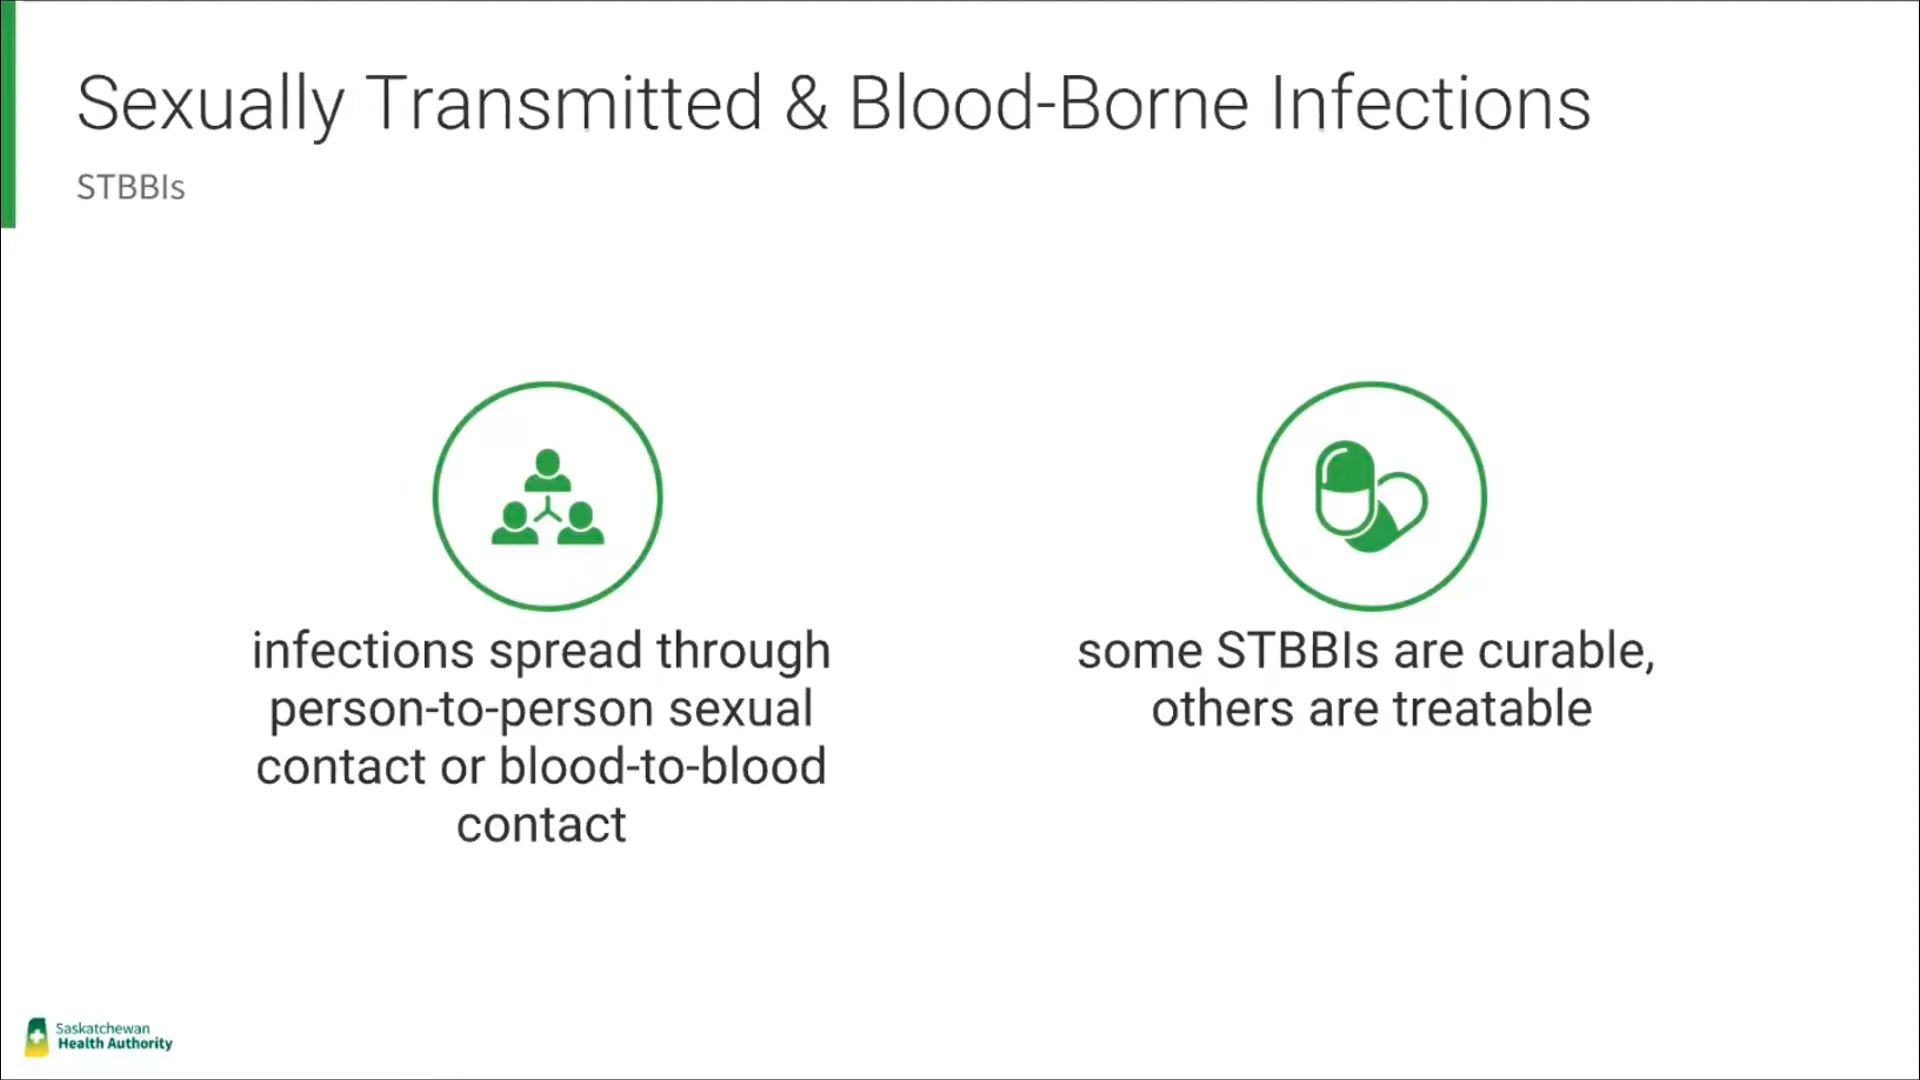 Sexually Transmitted & Blood-Borne Infections
STBBIs
infections spread through
person-to-person sexual
contact or blood-to-blood
contact
some STBBIs are curable,
others are treatable
Saskatchewan
Health Authority